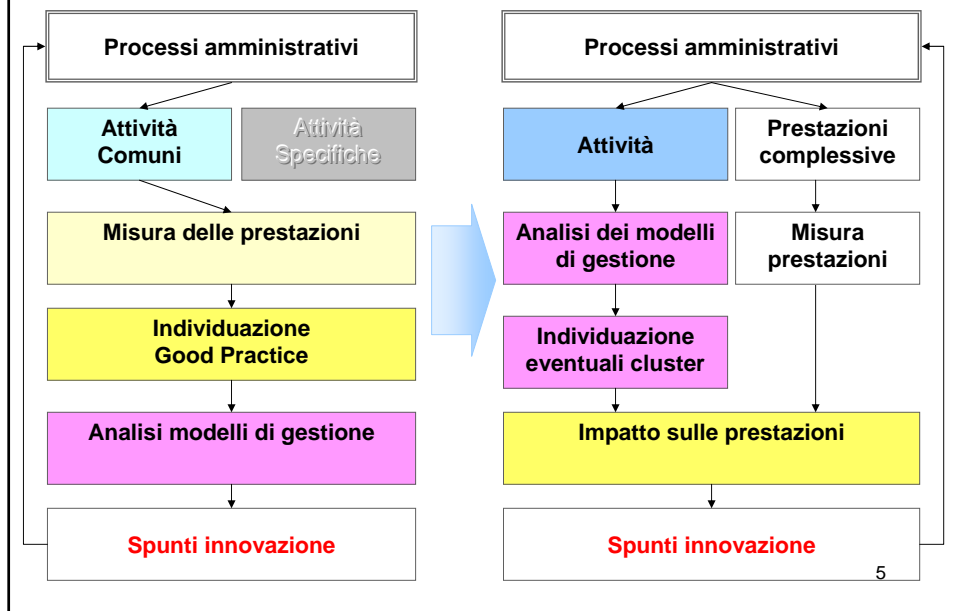 Processi amministrativi
Attività
Comuni
Attività
Specifiche
Misura delle prestazioni
Individuazione
Good Practice
Analisi modelli di gestione
Spunti innovazione
Processi amministrativi
Attività
Prestazioni
complessive
Analisi dei modelli
di gestione
Misura
prestazioni
Individuazione
eventuali cluster
Impatto sulle prestazioni
Spunti innovazione
5